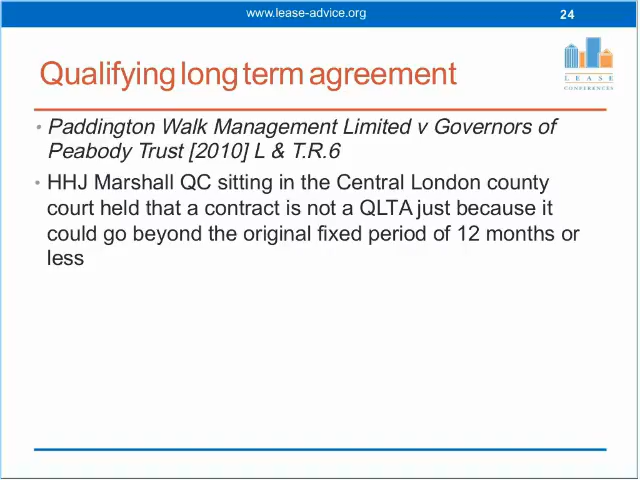 www.lease-advice.org
24
Qualifying long term agreement
LEASE
CONFERENCES
• Paddington Walk Management Limited v Governors of
Peabody Trust [2010] L & T.R.6
• HHJ Marshall QC sitting in the Central London county
court held that a contract is not a QLTA just because it
could go beyond the original fixed period of 12 months or
less